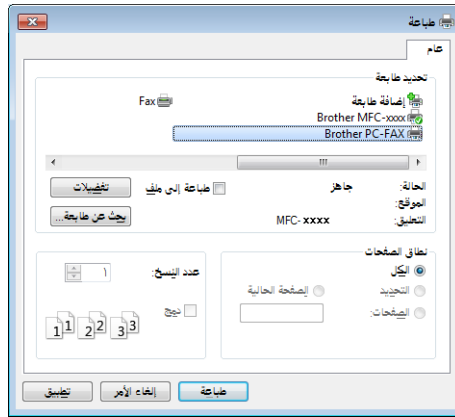 طباعة
عام
تحديد طابعة
إضافة طابعة Fax
Brother MFC-xxxx
Brother PC-FAX
الحالة: جاهز طباعة إلى ملف تفضيلات
الموقع:
التعليق: MFC- xxxx بحث عن طابعة...
نطاق الصفحات
الكل
التحديد الصفحة الحالية
الصفحات:
عدد النسخ: ١
دمج
1 1 2 2 3 3
طباعة إلغاء الأمر تطبيق